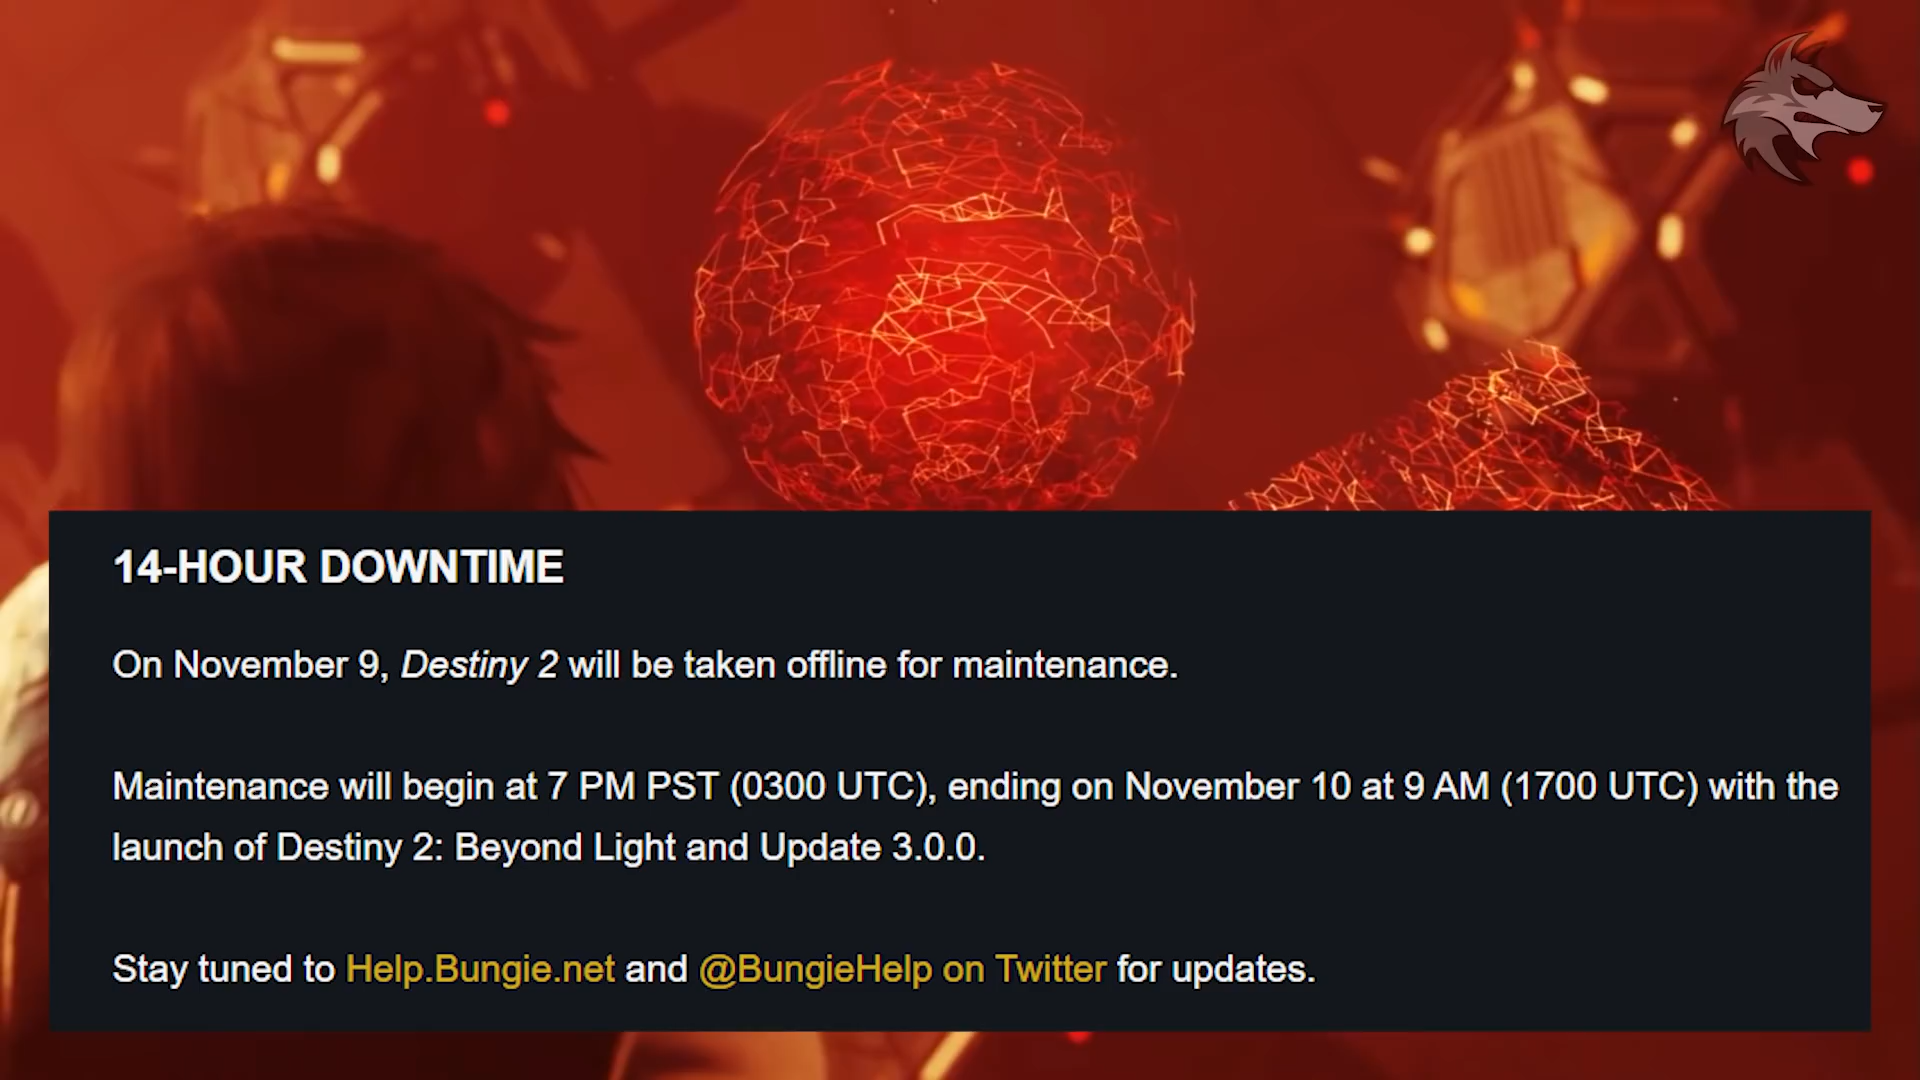 14-HOUR DOWNTIME
On November 9, Destiny 2 will be taken offline for maintenance.
Maintenance will begin at 7 PM PST (0300 UTC), ending on November 10 at 9 AM (1700 UTC) with the
launch of Destiny 2: Beyond Light and Update 3.0.0.
Stay tuned to Help.Bungie.net and @BungieHelp on Twitter for updates.